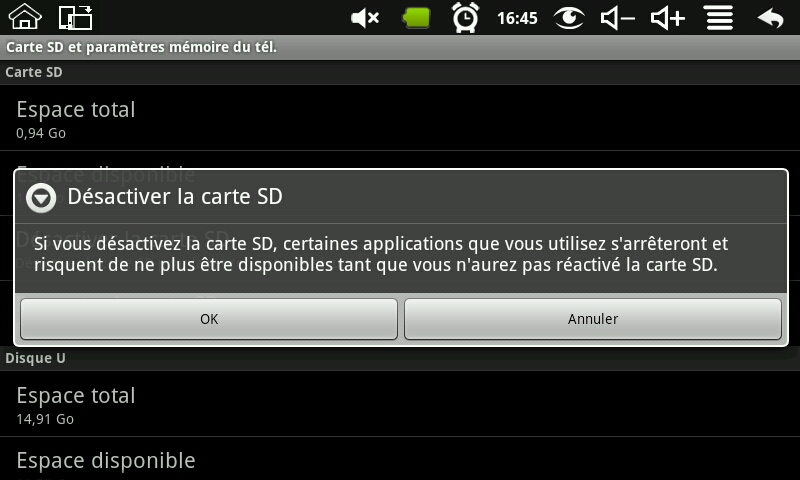 16:45
Carte SD et paramètres mémoire du tél.
Carte SD
Espace total
0,94 Go
Espace disponible
Désactiver la carte SD
Si vous désactivez la carte SD, certaines applications que vous utilisez s'arrêteront et
risquent de ne plus être disponibles tant que vous n'aurez pas réactivé la carte SD.
OK
Annuler
Disque U
Espace total
14,91 Go
Espace disponible